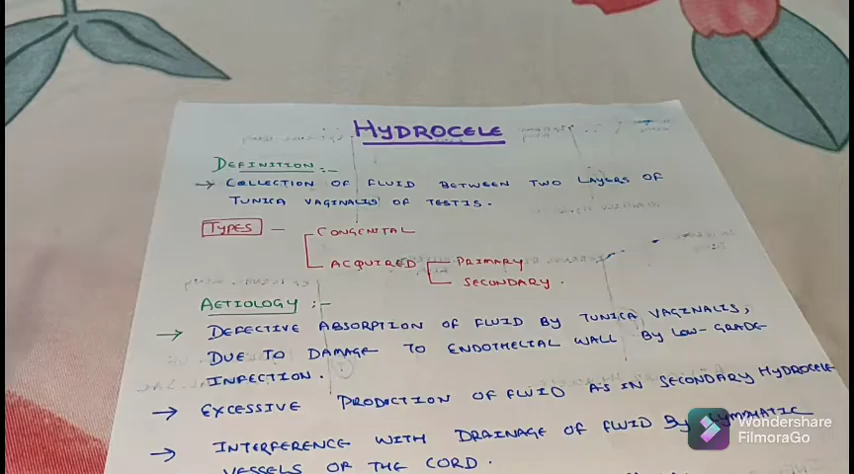 HYDROCELE
DEFINITION :-
→ COLLECTION OF FLUID BETWEEN TWO LAYERS OF
TUNICA VAGINALIS OF TESTIS.
TYPES — CONGENITAL
ACQUIRED PRIMARY
SECONDARY.
AETIOLOGY :-
→ DEFECTIVE ABSORPTION OF FLUID BY TUNICA VAGINALIS,
DUE TO DAMAGE TO ENDOTHELIAL WALL BY LOW-GRADE
INFECTION.
→ EXCESSIVE PRODUCTION OF FLUID AS IN SECONDARY HYDROCELE
→ INTERFERENCE WITH DRAINAGE OF FLUID BY LYMPHATIC
VESSELS OF THE CORD.
Wondershare
FilmoraGo